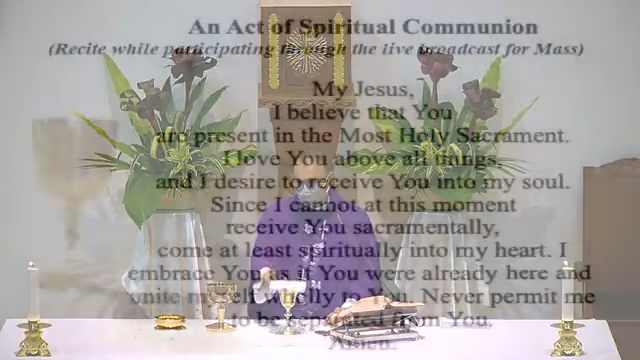 An Act of Spiritual Communion
(Recite while participating through the live broadcast for Mass)
My Jesus,
I believe that You
are present in the Most Holy Sacrament.
I love You above all things,
and I desire to receive You into my soul.
Since I cannot at this moment
receive You sacramentally,
come at least spiritually into my heart. I
embrace You as if You were already here and
unite myself wholly to You. Never permit me
to be separated from You.
Amen.